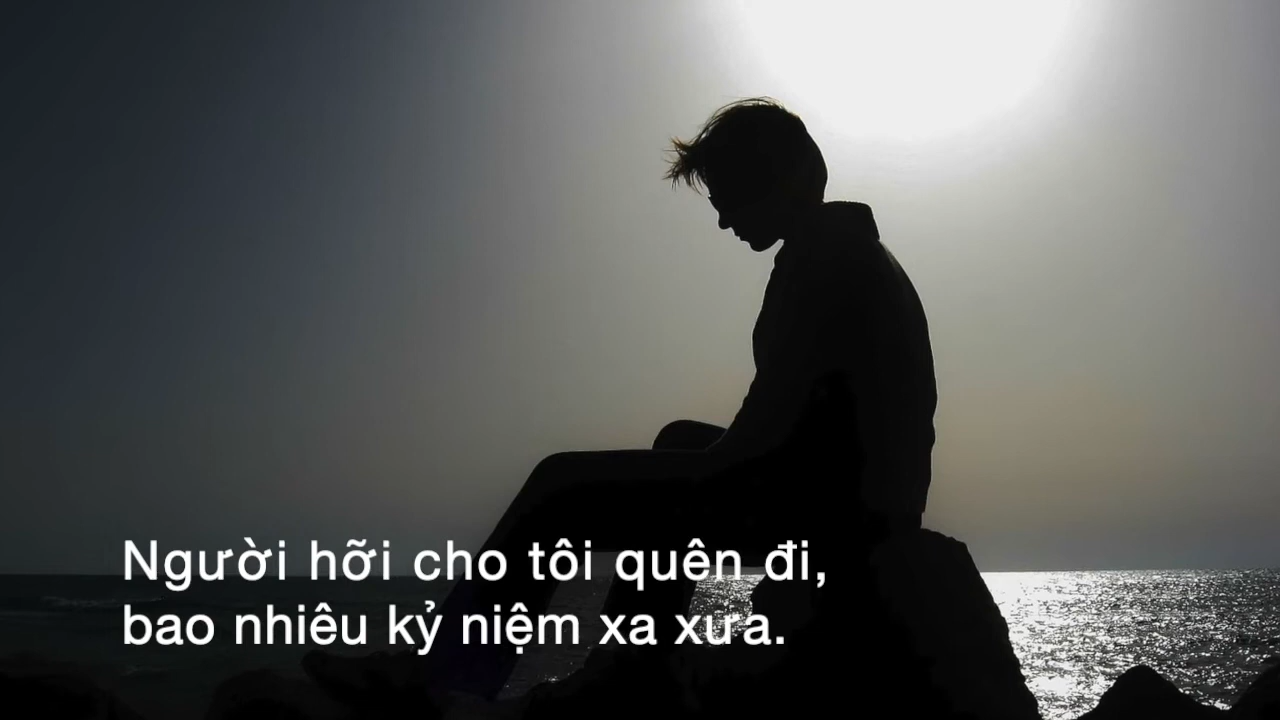 Người hỡi cho tôi quên đi,
bao nhiêu kỷ niệm xa xưa.